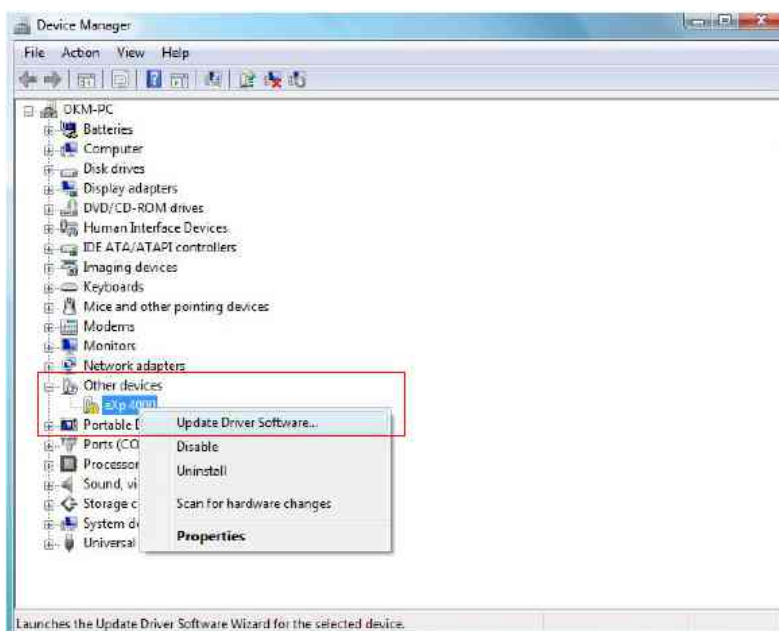 Device Manager
File Action View Help
OKM-PC
Batteries
Computer
Disk drives
Display adapters
DVD/CD-ROM drives
Human Interface Devices
IDE ATA/ATAPI controllers
Imaging devices
Keyboards
Mice and other pointing devices
Modems
Monitors
Network adapters
Other devices
eXp 4000
Update Driver Software...
Portable D
Disable
Ports (CO
Uninstall
Processor
Sound, vi
Scan for hardware changes
Storage c
System de
Properties
Universal
Launches the Update Driver Software Wizard for the selected device.